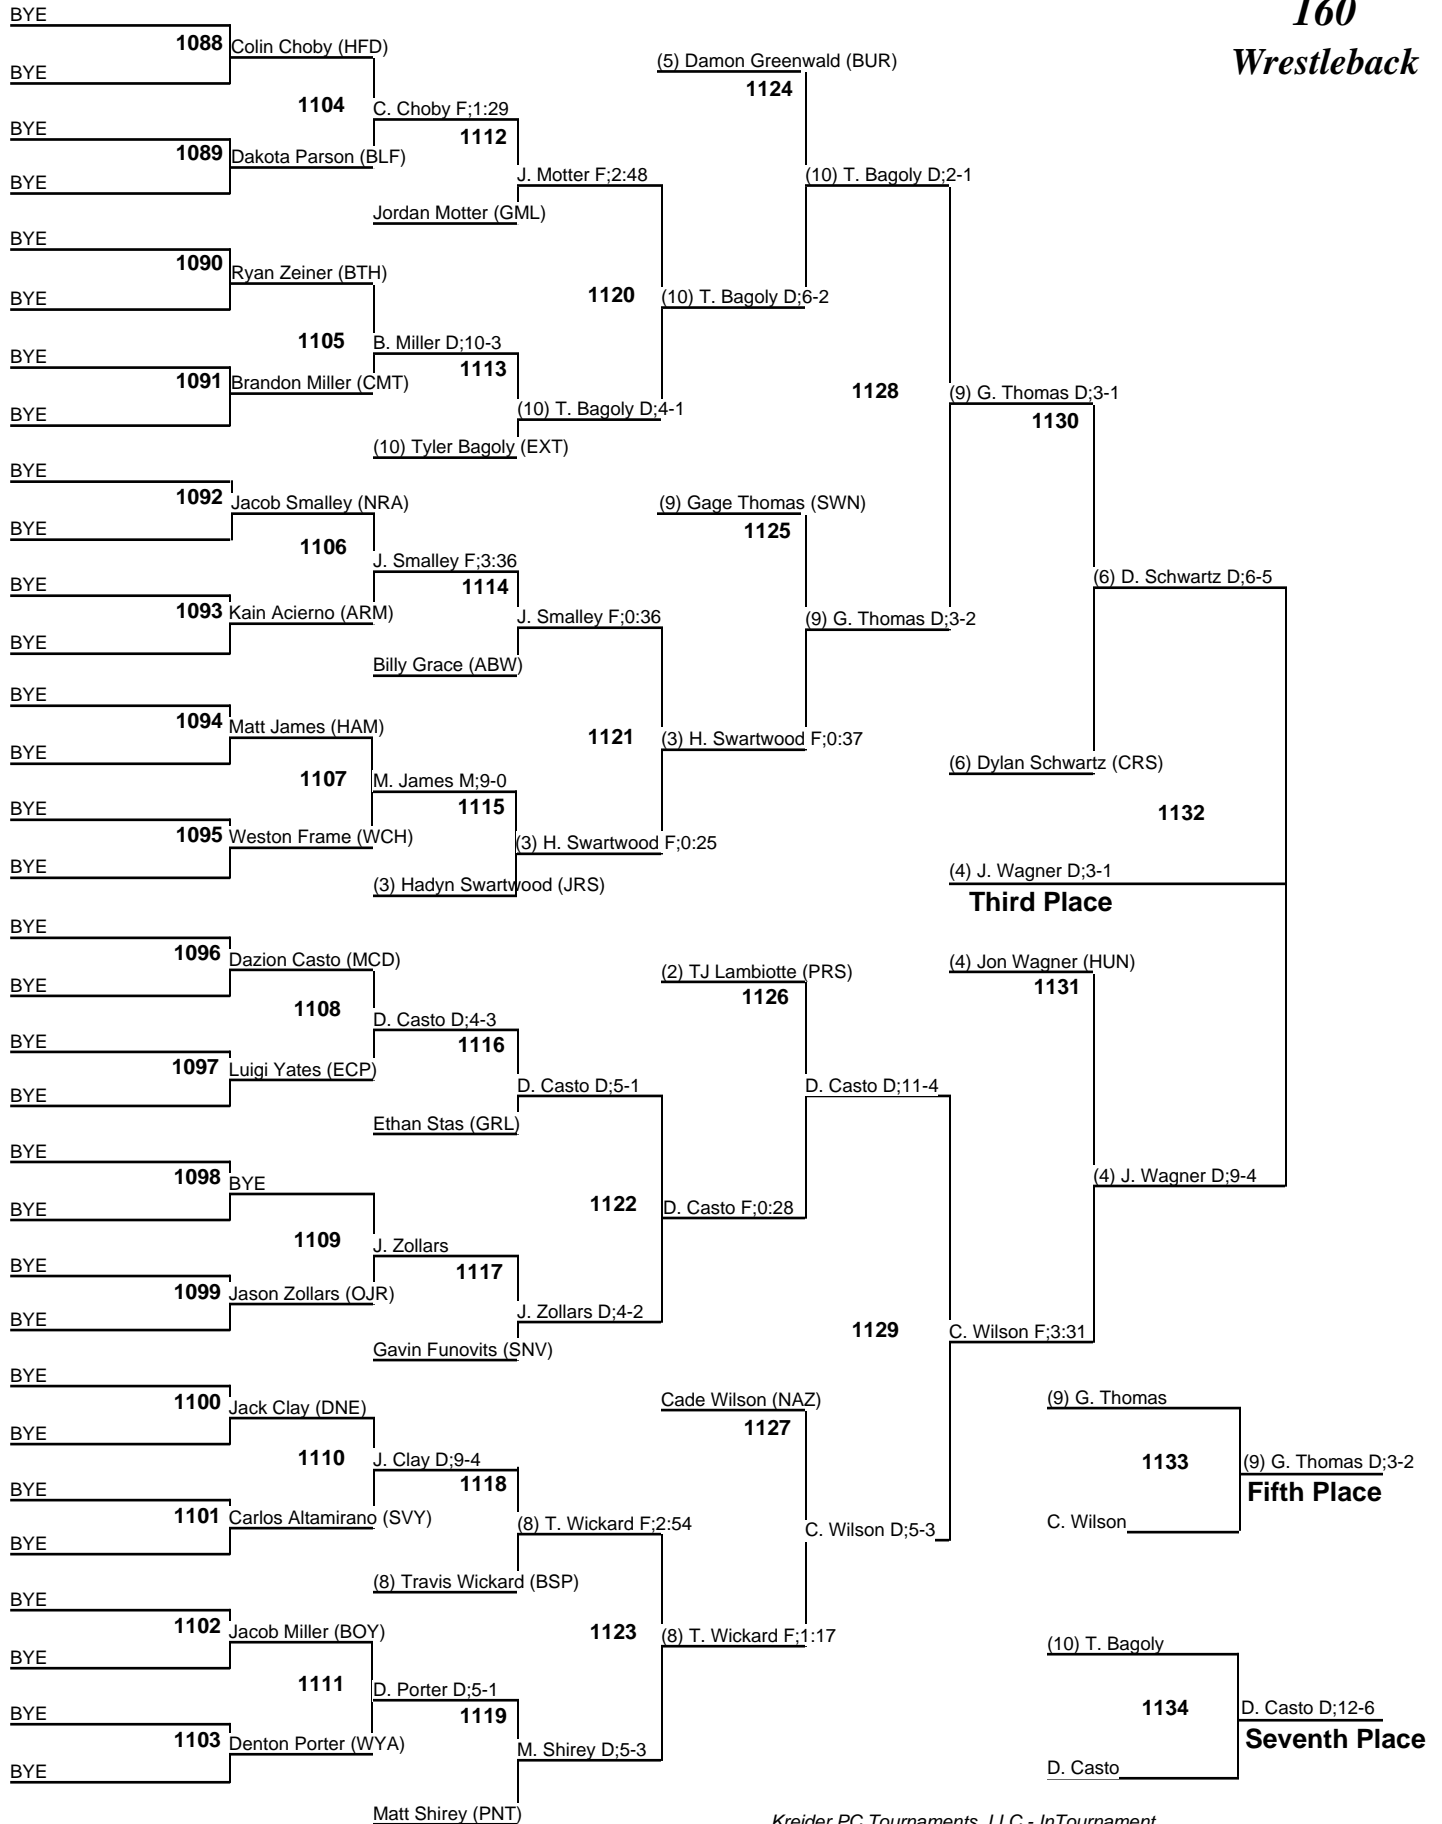 160
Wrestleback
BYE
1088
BYE
Colin Choby (HFD)
1104
BYE
1089
BYE
Dakota Parson (BLF)
C. Choby F;1:29
1112
Jordan Motter (GML)
J. Motter F;2:48
BYE
1090
BYE
Ryan Zeiner (BTH)
1105
BYE
1091
BYE
Brandon Miller (CMT)
B. Miller D;10-3
1113
(10) Tyler Bagoly (EXT)
(10) T. Bagoly D;4-1
1120
(10) T. Bagoly D;6-2
(5) Damon Greenwald (BUR)
1124
(10) T. Bagoly D;2-1
BYE
1092
BYE
Jacob Smalley (NRA)
1106
BYE
1093
BYE
Kain Acierno (ARM)
J. Smalley F;3:36
1114
Billy Grace (ABW)
J. Smalley F;0:36
BYE
1094
BYE
Matt James (HAM)
1107
BYE
1095
BYE
Weston Frame (WCH)
M. James M;9-0
1115
(3) Hadyn Swartwood (JRS)
(3) H. Swartwood F;0:25
1121
(3) H. Swartwood F;0:37
(9) Gage Thomas (SWN)
1125
(9) G. Thomas D;3-2
1128
(9) G. Thomas D;3-1
1130
(6) Dylan Schwartz (CRS)
(6) D. Schwartz D;6-5
1132
(4) J. Wagner D;3-1
Third Place
BYE
1096
BYE
Dazion Casto (MCD)
1108
BYE
1097
BYE
Luigi Yates (ECP)
D. Casto D;4-3
1116
Ethan Stas (GRL)
D. Casto D;5-1
BYE
1098
BYE
BYE
1109
BYE
1099
BYE
Jason Zollars (OJR)
J. Zollars
1117
Gavin Funovits (SNV)
J. Zollars D;4-2
1122
D. Casto F;0:28
(2) TJ Lambiotte (PRS)
1126
D. Casto D;11-4
BYE
1100
BYE
Jack Clay (DNE)
1110
BYE
1101
BYE
Carlos Altamirano (SVY)
J. Clay D;9-4
1118
(8) Travis Wickard (BSP)
(8) T. Wickard F;2:54
BYE
1102
BYE
Jacob Miller (BOY)
1111
BYE
1103
BYE
Denton Porter (WYA)
D. Porter D;5-1
1119
Matt Shirey (PNT)
M. Shirey D;5-3
1123
(8) T. Wickard F;1:17
Cade Wilson (NAZ)
1127
C. Wilson D;5-3
1129
C. Wilson F;3:31
(4) Jon Wagner (HUN)
1131
(4) J. Wagner D;9-4
(9) G. Thomas
1133
C. Wilson
(9) G. Thomas D;3-2
Fifth Place
(10) T. Bagoly
1134
D. Casto
D. Casto D;12-6
Seventh Place
Kreider PC Tournaments, LLC - InTournament